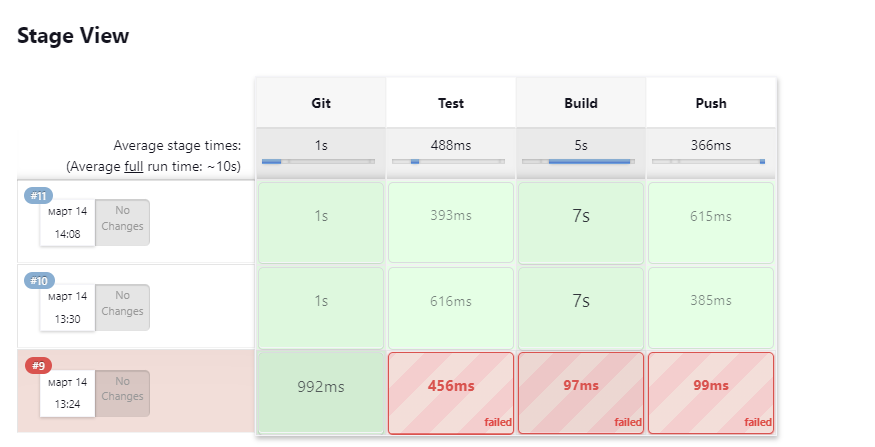 Stage View
Git Test Build Push
Average stage times: 1s 488ms 5s 366ms
(Average full run time: ~10s)
#11
март 14 No
14:08 Changes
1s 393ms 7s 615ms
#10
март 14 No
13:30 Changes
1s 616ms 7s 385ms
#9
март 14 No
13:24 Changes
992ms 456ms 97ms 99ms
failed failed failed